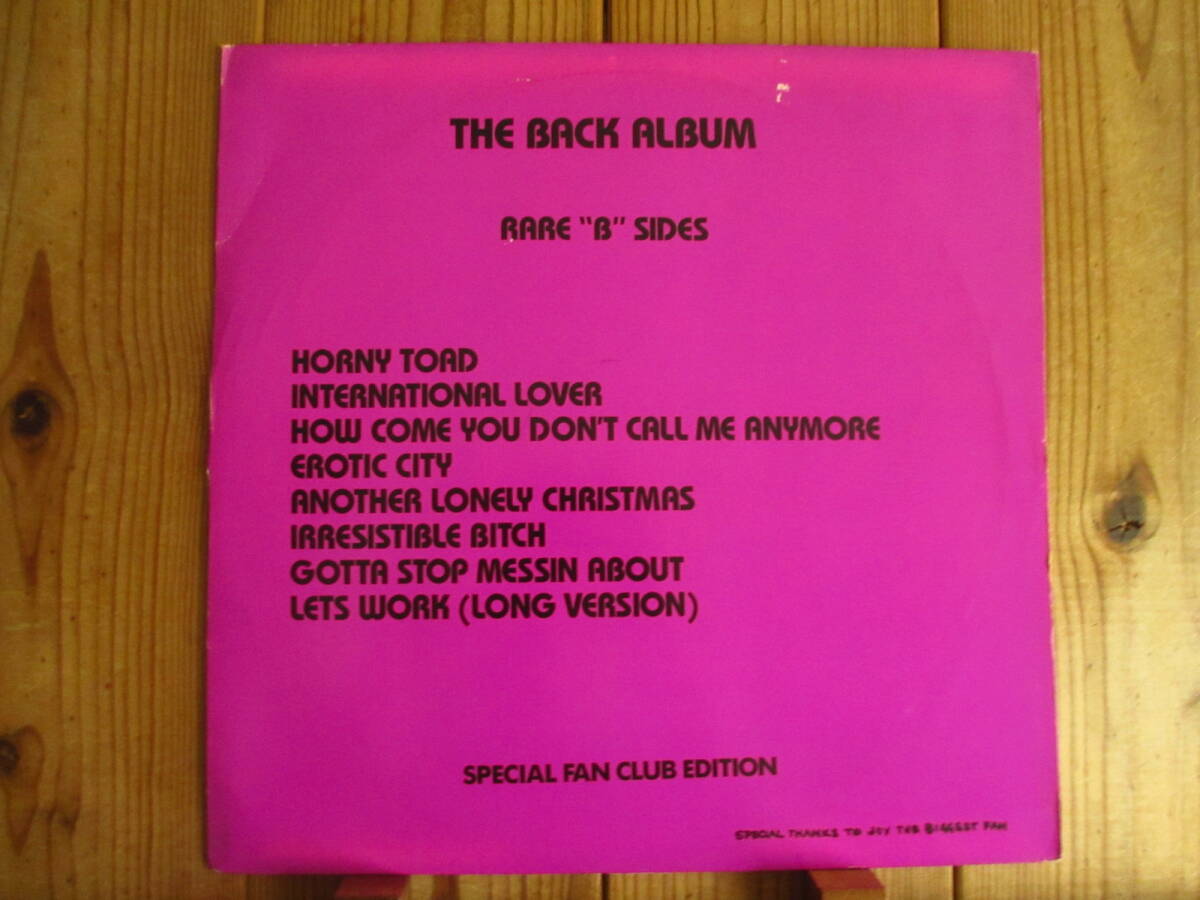 THE BACK ALBUM
RARE "B" SIDES
HORNY TOAD
INTERNATIONAL LOVER
HOW COME YOU DON'T CALL ME ANYMORE
EROTIC CITY
ANOTHER LONELY CHRISTMAS
IRRESISTIBLE BITCH
GOTTA STOP MESSIN ABOUT
LETS WORK (LONG VERSION)
SPECIAL FAN CLUB EDITION
SPECIAL THANKS TO JOY THE BIGGEST FAN